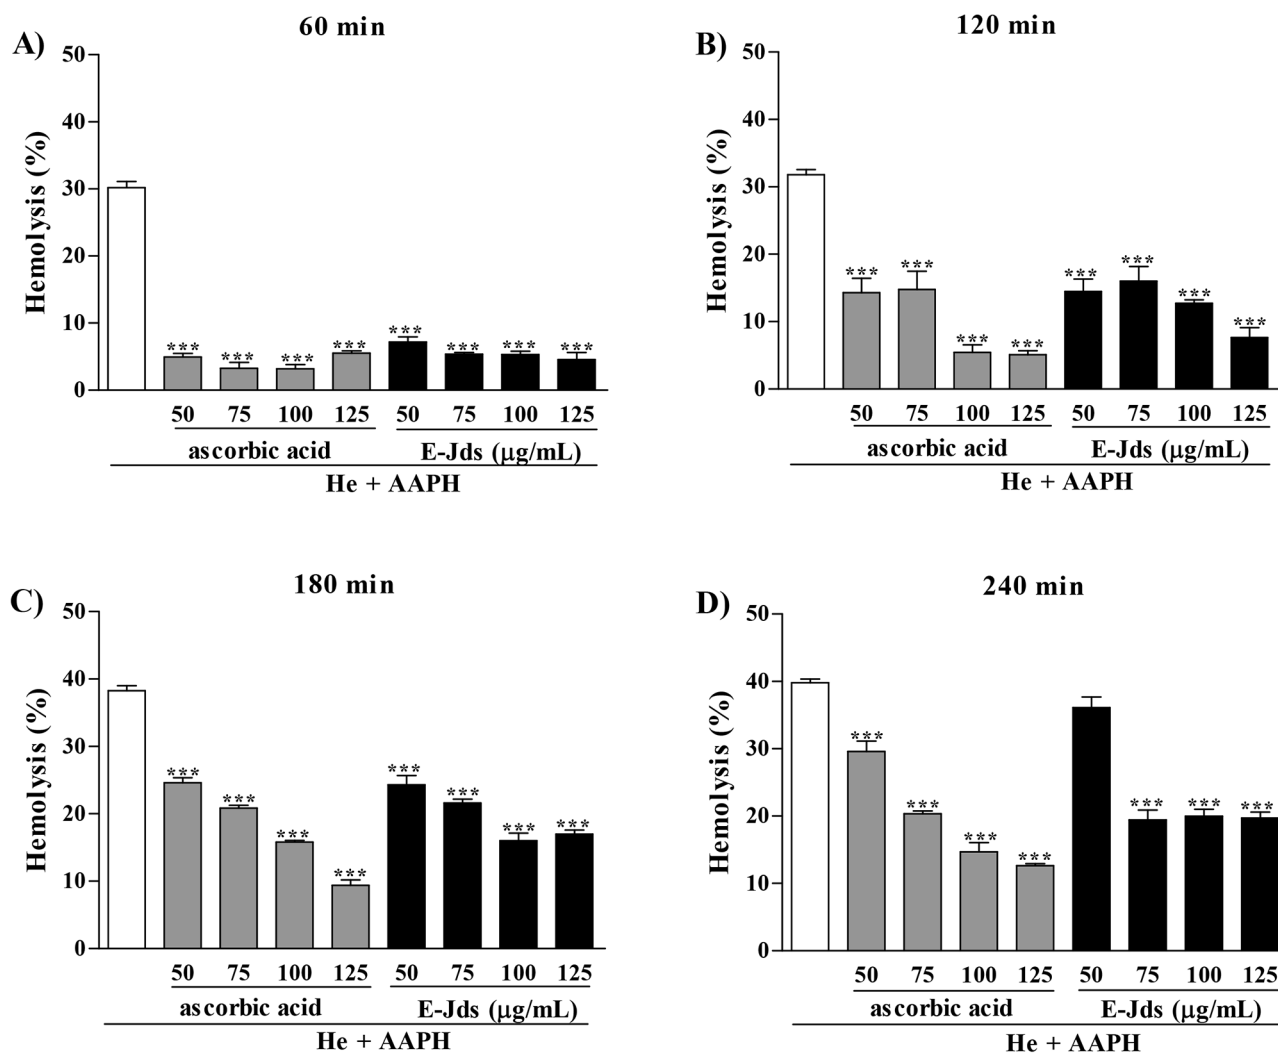 A)
60 min
Hemolysis (%)
50
40
30
20
10
0
*** *** *** *** *** *** *** ***
50 75 100 125 50 75 100 125
ascorbic acid E-Jds (μg/mL)
He + AAPH
B)
120 min
Hemolysis (%)
50
40
30
20
10
0
*** *** *** *** *** *** *** ***
50 75 100 125 50 75 100 125
ascorbic acid E-Jds (μg/mL)
He + AAPH
C)
180 min
Hemolysis (%)
50
40
30
20
10
0
*** *** *** *** *** *** *** ***
50 75 100 125 50 75 100 125
ascorbic acid E-Jds (μg/mL)
He + AAPH
D)
240 min
Hemolysis (%)
50
40
30
20
10
0
*** *** *** *** *** *** ***
50 75 100 125 50 75 100 125
ascorbic acid E-Jds (μg/mL)
He + AAPH